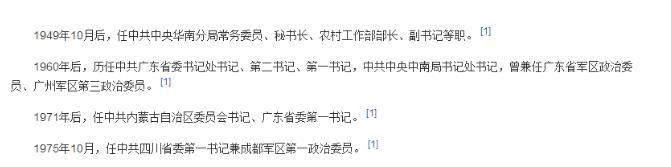 1949年10月后，任中共中央华南分局常务委员、秘书长、农村工作部部长、副书记等职。[1]
1960年后，历任中共广东省委书记处书记、第二书记、第一书记，中共中央中南局书记处书记，曾兼任广东省军区政治委
员、广州军区第三政治委员。[1]
1971年后，任中共内蒙古自治区委员会书记、广东省委第一书记。[1]
1975年10月，任中共四川省委第一书记兼成都军区第一政治委员。[1]